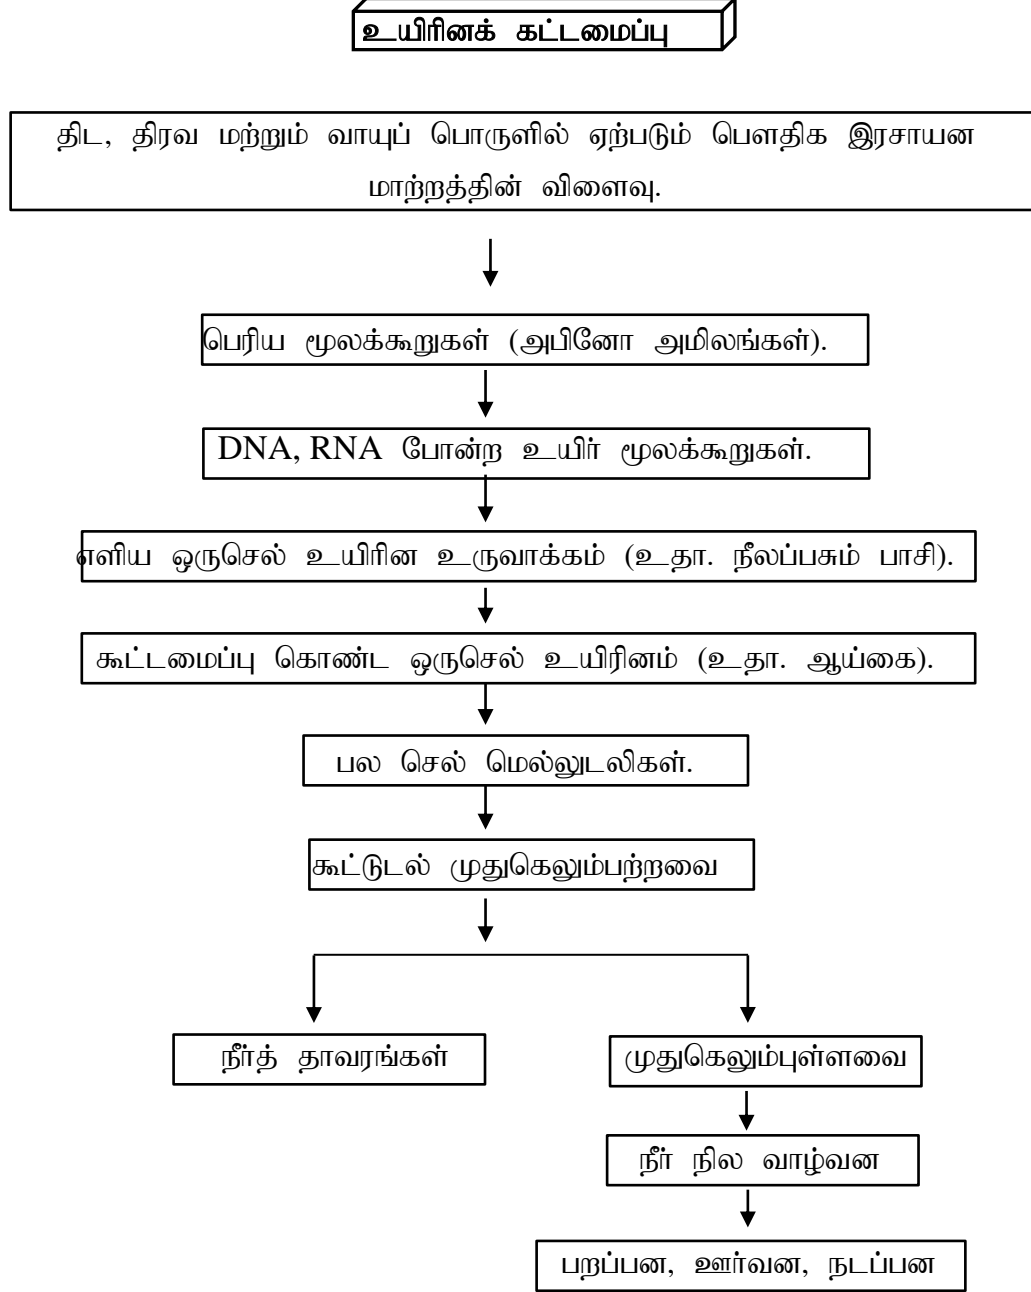 உயிரினக் கட்டமைப்பு
திட, திரவ மற்றும் வாயுப் பொருளில் ஏற்படும் பௌதிக இரசாயன
மாற்றத்தின் விளைவு.
பெரிய மூலக்கூறுகள் (அபினோ அமிலங்கள்).
DNA, RNA போன்ற உயிர் மூலக்கூறுகள்.
எளிய ஒருசெல் உயிரின உருவாக்கம் (உதா. நீலப்பசும் பாசி).
கூட்டமைப்பு கொண்ட ஒருசெல் உயிரினம் (உதா. ஆய்கை).
பல செல் மெல்லுடலிகள்.
கூட்டுடல் முதுகெலும்பற்றவை
நீர்த் தாவரங்கள்
முதுகெலும்புள்ளவை
நீர் நில வாழ்வன
பறப்பன, ஊர்வன, நடப்பன